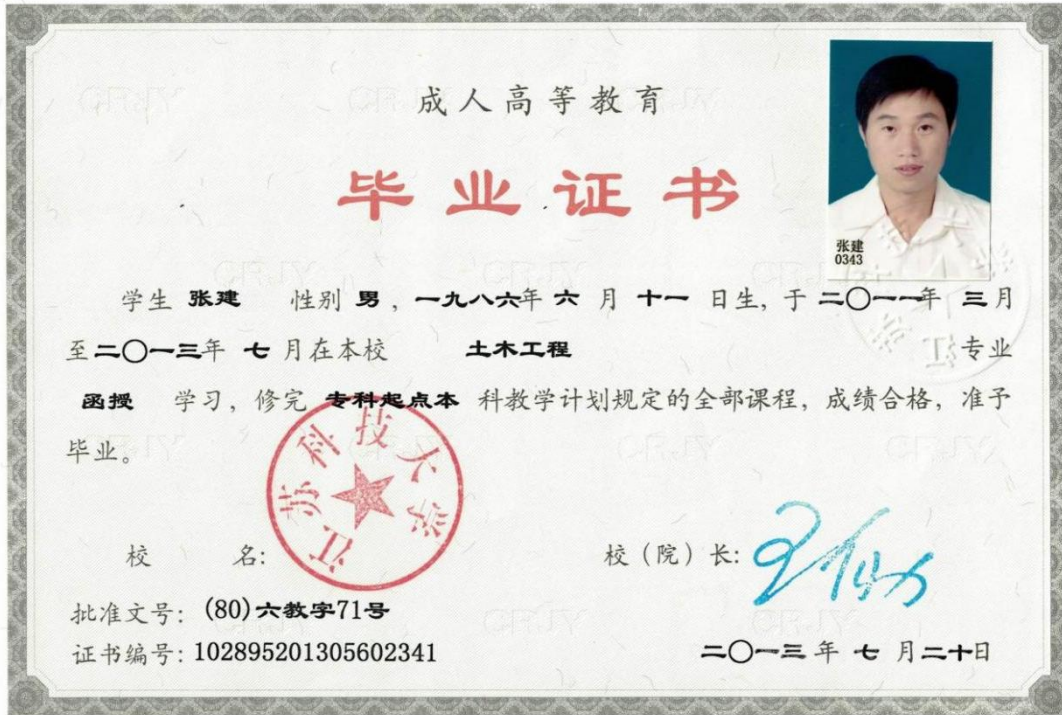 成人高等教育
毕业证书
张建
0343
学生 张建 性别 男，一九八六年 六 月 十一 日生，于 二〇一一年 三月
至二〇一三年 七 月在本校 土木工程 专业
函授 学习，修完 专科起点本 科教学计划规定的全部课程，成绩合格，准予
毕业。
江苏科技大学
校 名： 校（院）长：
批准文号：(80)六教字71号
证书编号：102895201305602341 二〇一三 年 七 月二十日